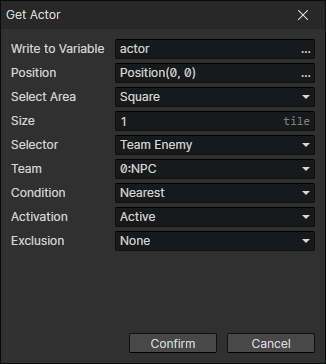 Get Actor
Write to Variable actor ...
Position Position(0, 0) ...
Select Area Square
Size 1 tile
Selector Team Enemy
Team 0:NPC
Condition Nearest
Activation Active
Exclusion None
Confirm Cancel